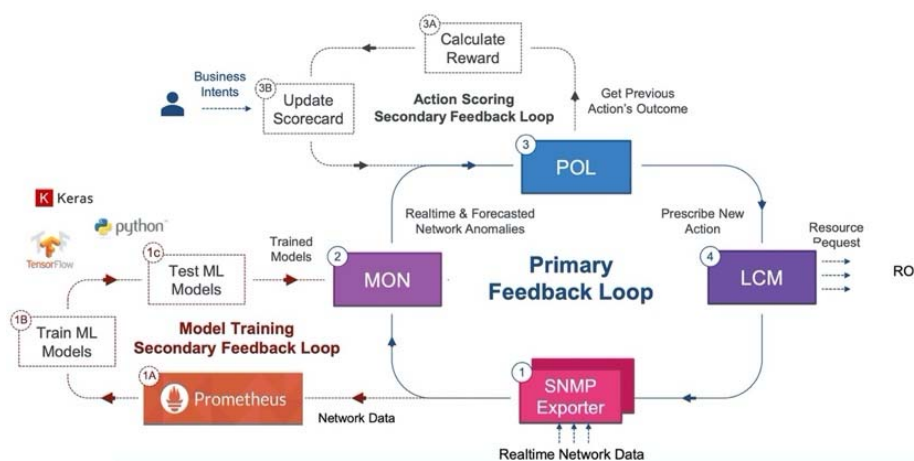 3A
Calculate
Reward
Business
Intents
3B
Update
Scorecard
Action Scoring
Secondary Feedback Loop
Get Previous
Action's Outcome
3
POL
K Keras
python™
TensorFlow
Realtime & Forecasted
Network Anomalies
Prescribe New
Action
Resource
Request
1c
Test ML
Models
Trained
Models
2
MON
Primary
Feedback Loop
4
LCM
RO
1B
Train ML
Models
Model Training
Secondary Feedback Loop
1A
Prometheus
Network Data
1
SNMP
Exporter
Realtime Network Data